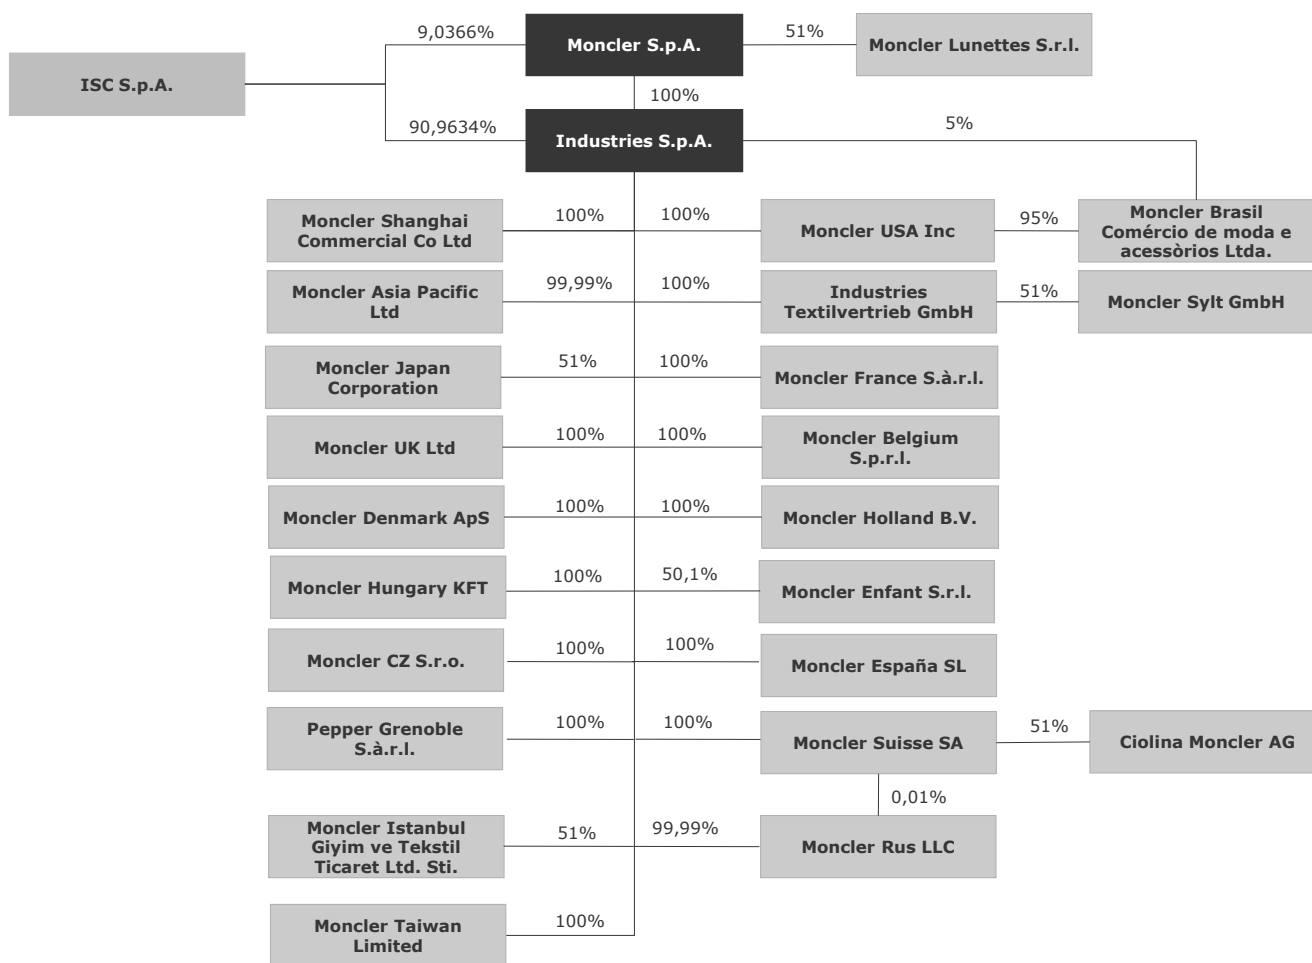 9,0366%
Moncler S.p.A.
51%
Moncler Lunettes S.r.l.
ISC S.p.A.
100%
90,9634%
Industries S.p.A.
5%
Moncler Shanghai
Commercial Co Ltd
100%
100%
Moncler USA Inc
95%
Moncler Brasil
Comércio de moda e
acessòrios Ltda.
Moncler Asia Pacific
Ltd
99,99%
100%
Industries
Textilvertrieb GmbH
51%
Moncler Sylt GmbH
Moncler Japan
Corporation
51%
100%
Moncler France S.à.r.l.
Moncler UK Ltd
100%
100%
Moncler Belgium
S.p.r.l.
Moncler Denmark ApS
100%
100%
Moncler Holland B.V.
Moncler Hungary KFT
100%
50,1%
Moncler Enfant S.r.l.
Moncler CZ S.r.o.
100%
100%
Moncler España SL
Pepper Grenoble
S.à.r.l.
100%
100%
Moncler Suisse SA
51%
Ciolina Moncler AG
0,01%
Moncler Istanbul
Giyim ve Tekstil
Ticaret Ltd. Sti.
51%
99,99%
Moncler Rus LLC
Moncler Taiwan
Limited
100%